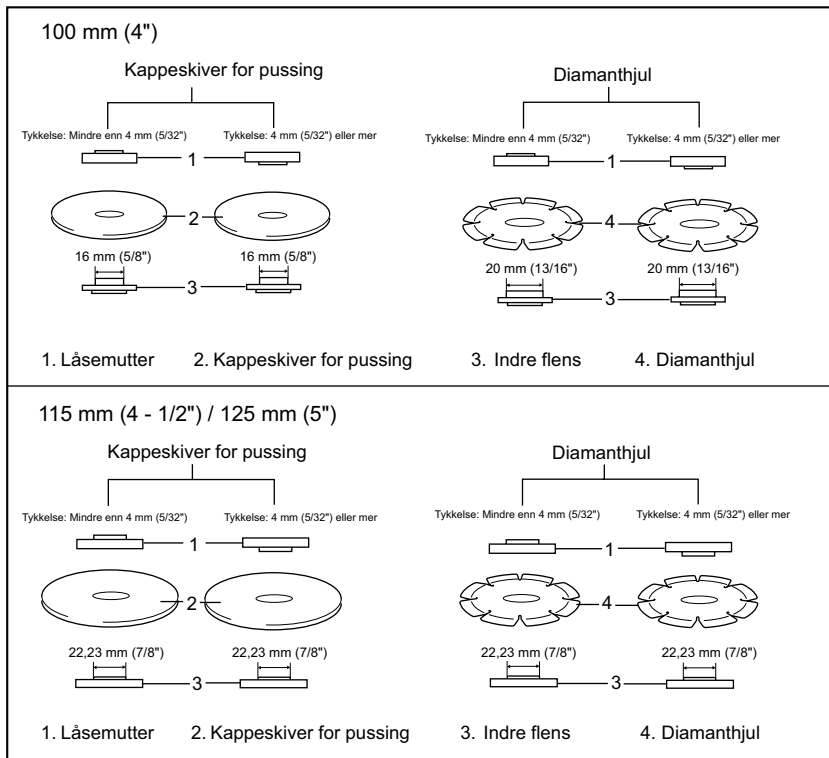 100 mm (4")
Kappeskiver for pussing
Diamanthjul
Tykkelse: Mindre enn 4 mm (5/32")
Tykkelse: 4 mm (5/32") eller mer
Tykkelse: Mindre enn 4 mm (5/32")
Tykkelse: 4 mm (5/32") eller mer
1
1
2
4
16 mm (5/8")
16 mm (5/8")
20 mm (13/16")
20 mm (13/16")
3
3
1. Låsemutter
2. Kappeskiver for pussing
3. Indre flens
4. Diamanthjul
115 mm (4 - 1/2") / 125 mm (5")
Kappeskiver for pussing
Diamanthjul
Tykkelse: Mindre enn 4 mm (5/32")
Tykkelse: 4 mm (5/32") eller mer
Tykkelse: Mindre enn 4 mm (5/32")
Tykkelse: 4 mm (5/32") eller mer
1
1
2
4
22,23 mm (7/8")
22,23 mm (7/8")
22,23 mm (7/8")
22,23 mm (7/8")
3
3
1. Låsemutter
2. Kappeskiver for pussing
3. Indre flens
4. Diamanthjul